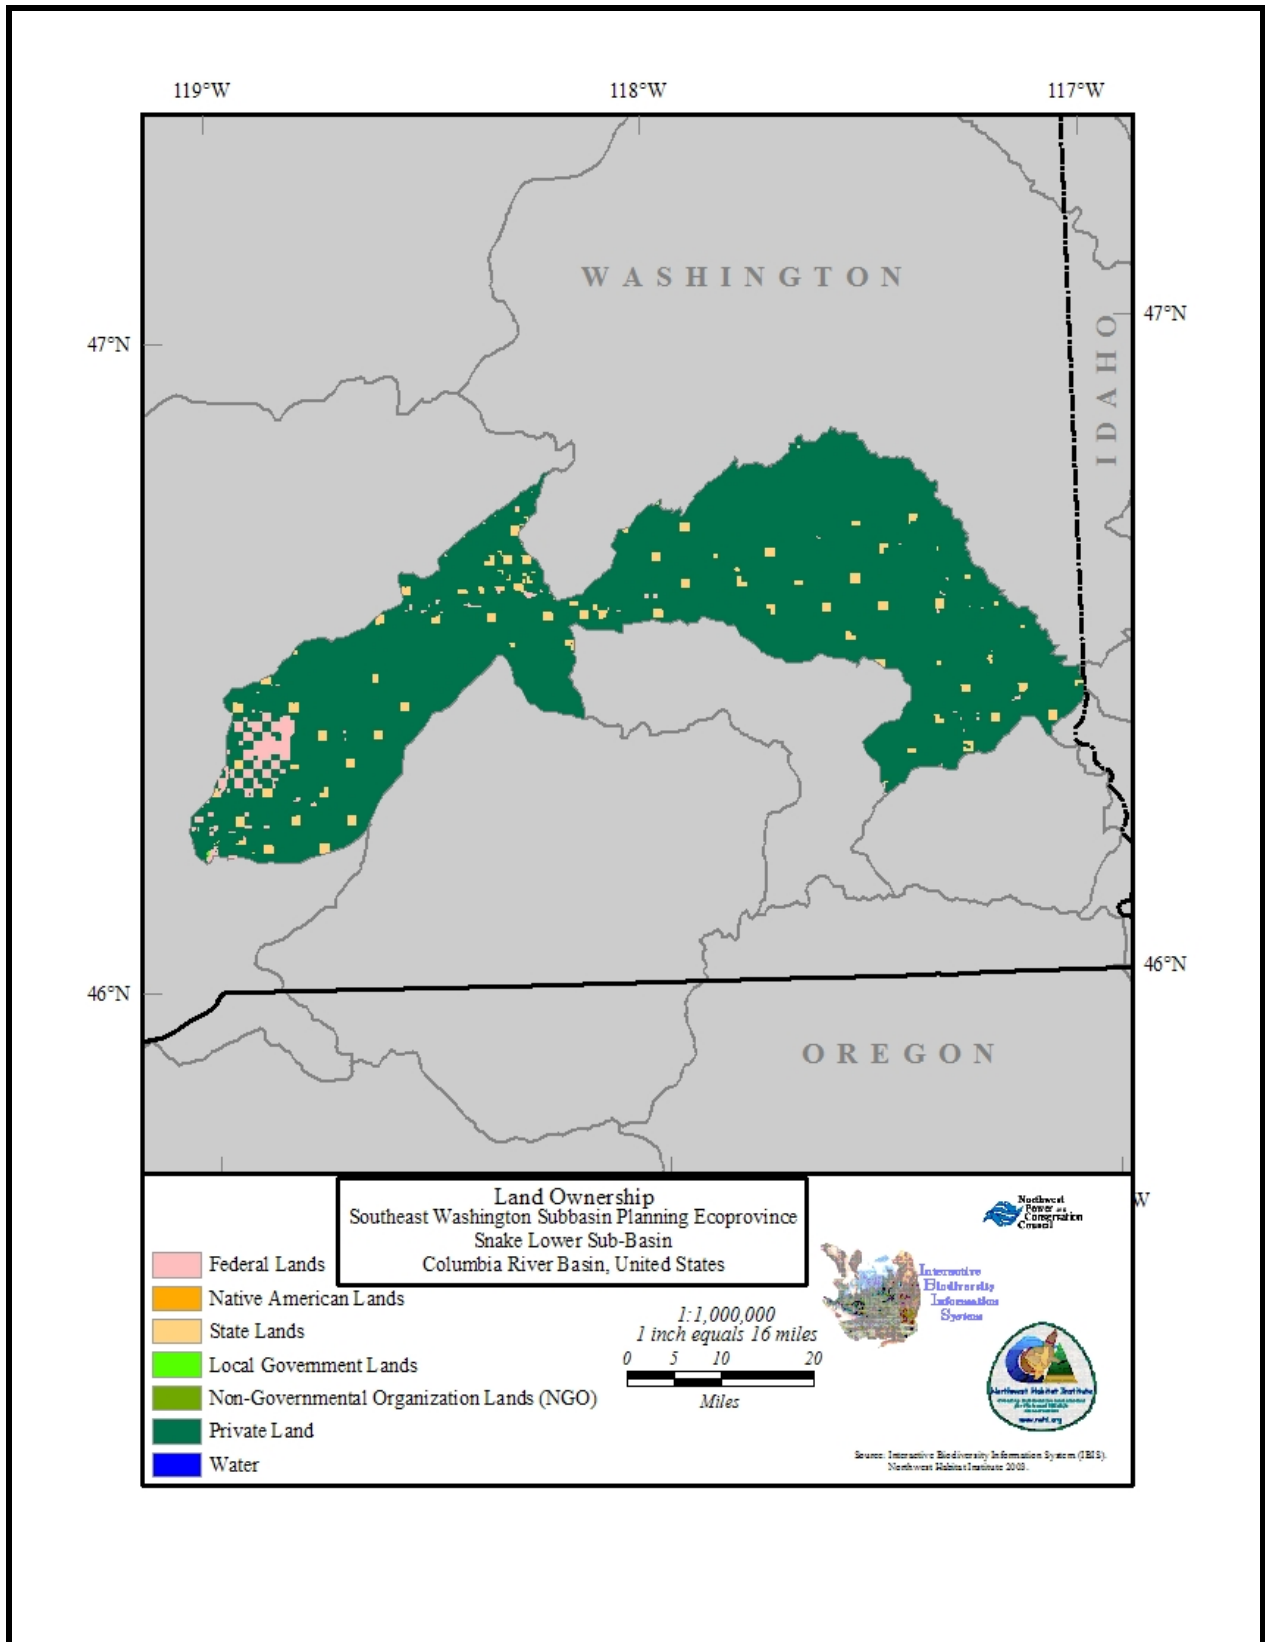 119°W 118°W 117°W
WASHINGTON
47°N
47°N
IDAHO
46°N
46°N
OREGON
W
Land Ownership
Southeast Washington Subbasin Planning Ecoprovince
Snake Lower Sub-Basin
Columbia River Basin, United States
Northwest
Power and
Conservation
Council
Federal Lands
Native American Lands
State Lands
Local Government Lands
Non-Governmental Organization Lands (NGO)
Private Land
Water
1:1,000,000
1 inch equals 16 miles
0 5 10 20
Miles
Interactive
Biodiversity
Information
System
Northwest Habitat Institute
www.nwhi.org
Source: Interactive Biodiversity Information System (IBIS).
Northwest Habitat Institute 2003.